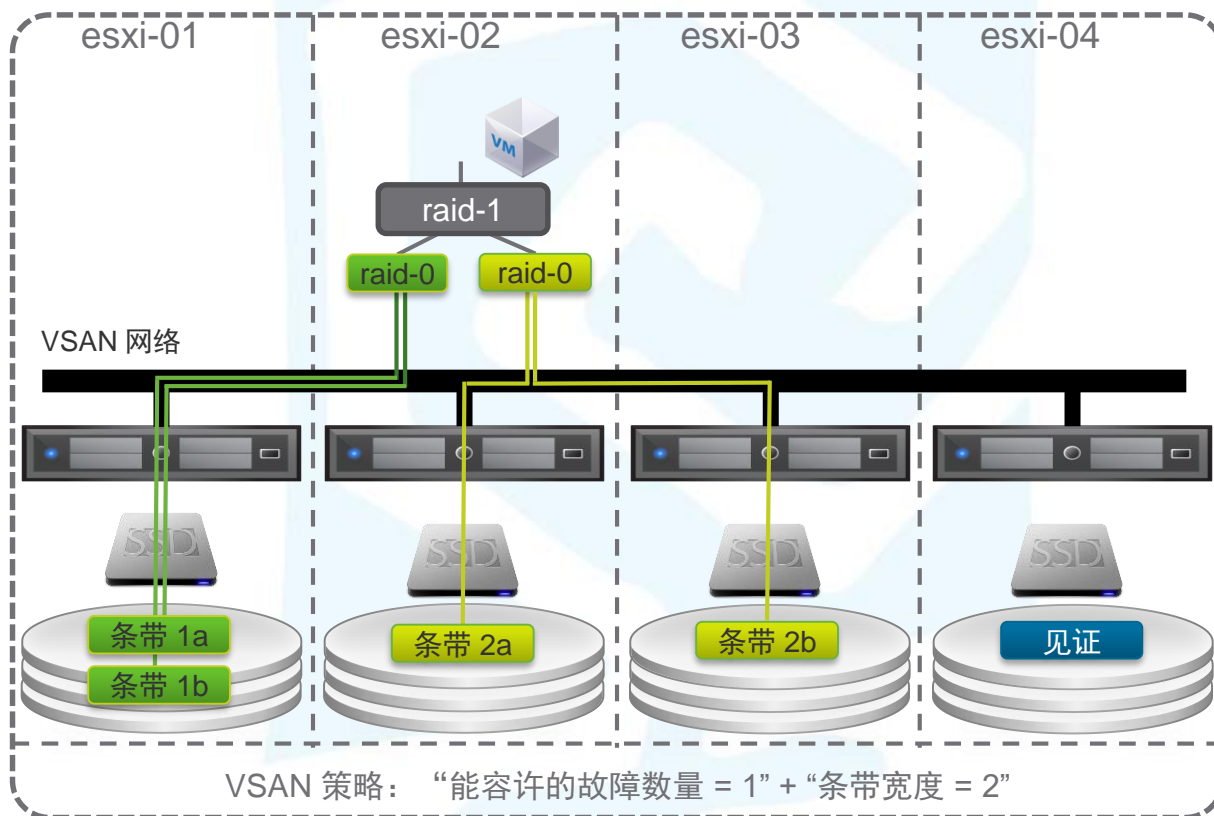 esxi-01
esxi-02
esxi-03
esxi-04
VM
raid-1
raid-0
raid-0
VSAN 网络
SSD
SSD
SSD
SSD
条带 1a
条带 1b
条带 2a
条带 2b
见证
VSAN 策略： “能容许的故障数量 = 1” + “条带宽度 = 2”